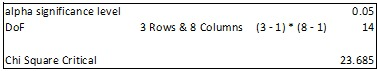 alpha significance level 0.05
DoF 3 Rows & 8 Columns (3 - 1) * (8 - 1) 14
Chi Square Critical 23.685